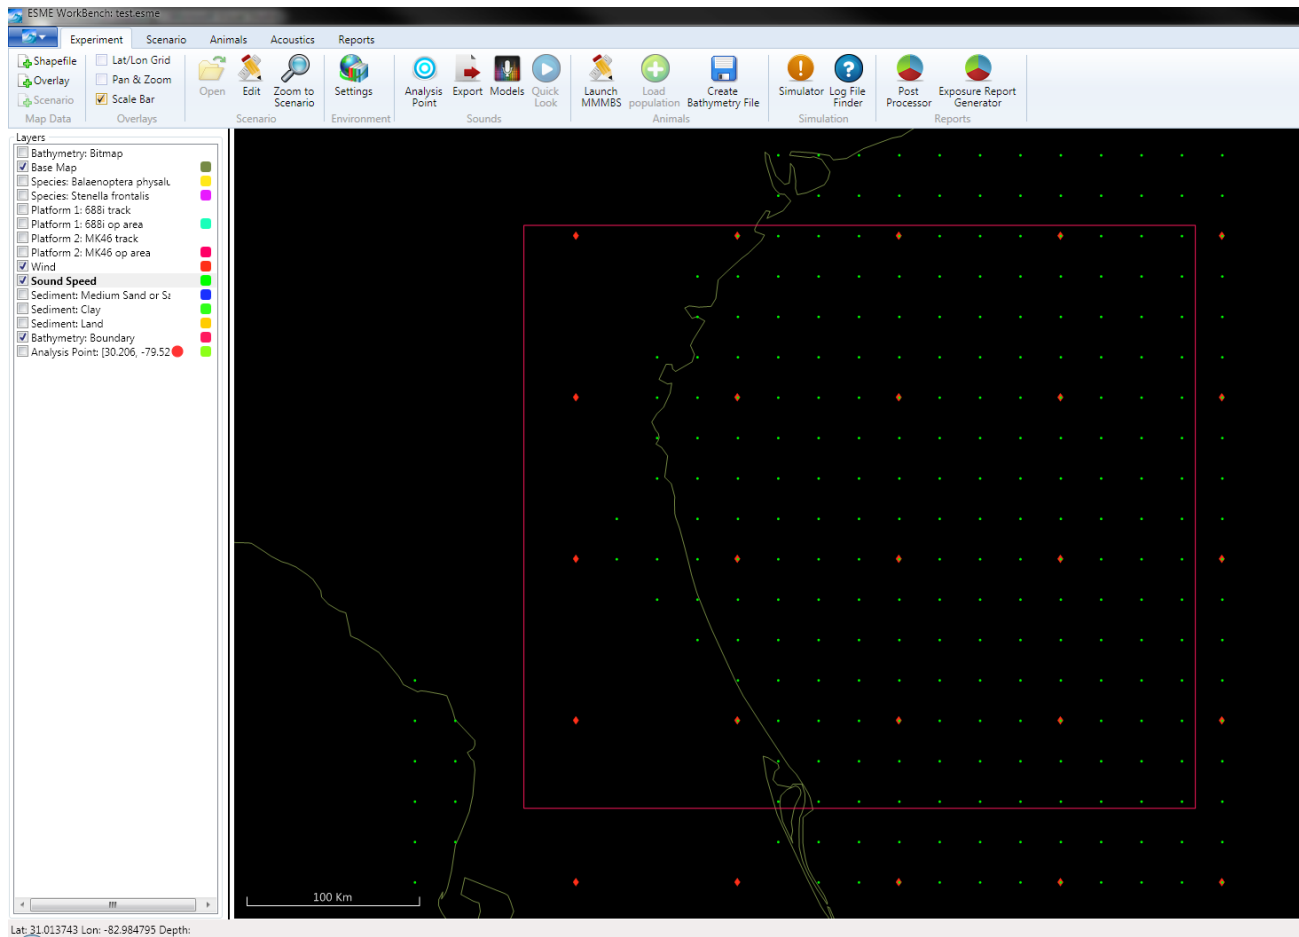 ESME WorkBench: test.esme
Experiment Scenario Animals Acoustics Reports
Shapefile
Overlay
Scenario
Map Data
Lat/Lon Grid
Pan & Zoom
Scale Bar
Overlays
Open
Edit
Zoom to
Scenario
Scenario
Settings
Environment
Analysis
Point
Export
Models
Quick
Look
Sounds
Launch
MMMBS
Load
population
Create
Bathymetry File
Animals
Simulator
Log File
Finder
Simulation
Post
Processor
Exposure Report
Generator
Reports
Layers
Bathymetry: Bitmap
Base Map
Species: Balaenoptera physalu
Species: Stenella frontalis
Platform 1: 688i track
Platform 1: 688i op area
Platform 2: MK46 track
Platform 2: MK46 op area
Wind
Sound Speed
Sediment: Medium Sand or Sa
Sediment: Clay
Sediment: Land
Bathymetry: Boundary
Analysis Point: [30.206, -79.52
100 Km
Lat: 31.013743 Lon: -82.984795 Depth: